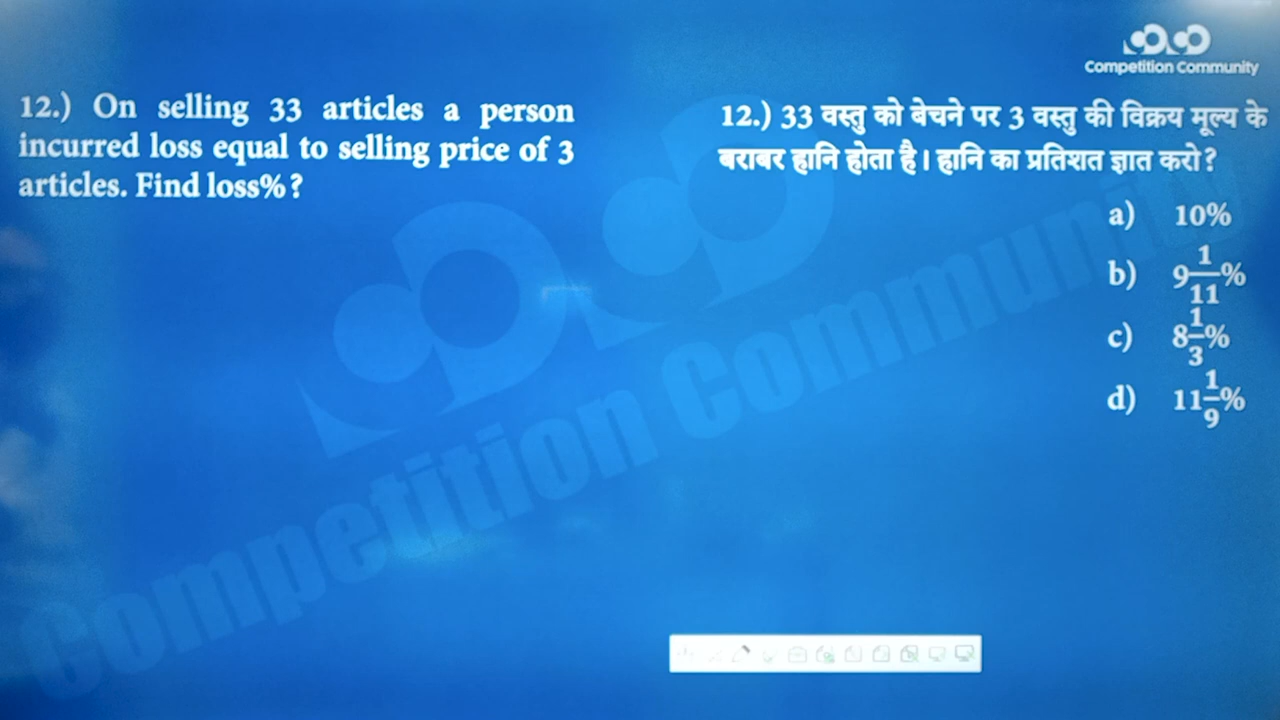 Competition Community
12.) On selling 33 articles a person
incurred loss equal to selling price of 3
articles. Find loss%?
12.) 33 वस्तु को बेचने पर 3 वस्तु की विक्रय मूल्य के
बराबर हानि होता है। हानि का प्रतिशत ज्ञात करो?
a) 10%
b) 9 1/11%
c) 8 1/3%
d) 11 1/9%
Competition Community